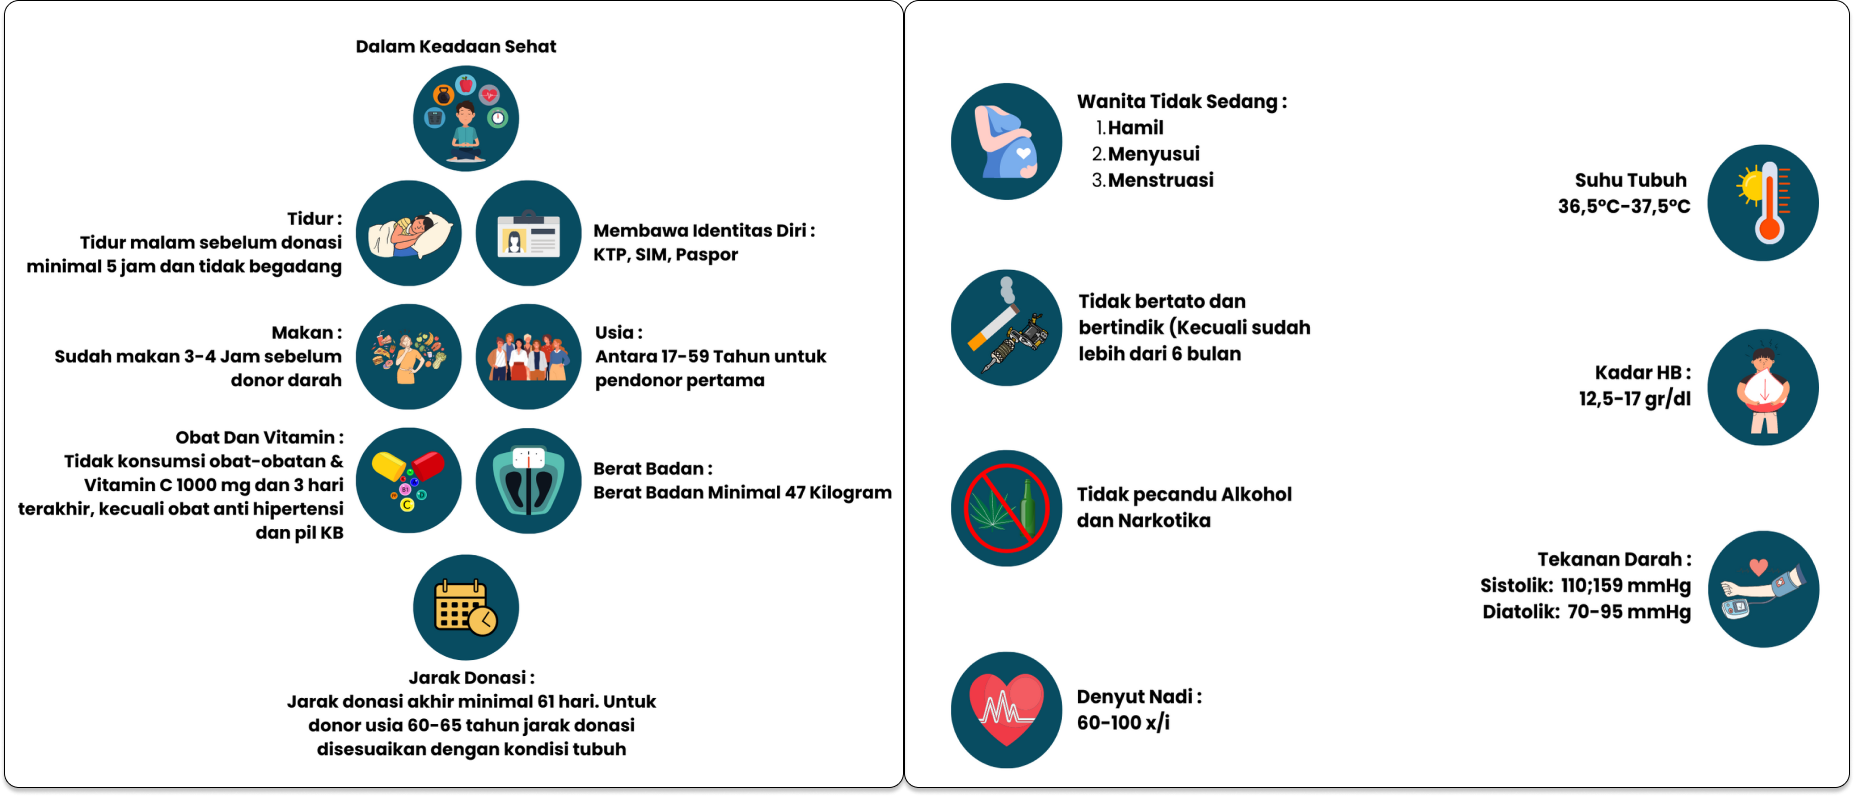 Dalam Keadaan Sehat
Tidur :
Tidur malam sebelum donasi
minimal 5 jam dan tidak begadang
Membawa Identitas Diri :
KTP, SIM, Paspor
Makan :
Sudah makan 3-4 Jam sebelum
donor darah
Usia :
Antara 17-59 Tahun untuk
pendonor pertama
Obat Dan Vitamin :
Tidak konsumsi obat-obatan &
Vitamin C 1000 mg dan 3 hari
terakhir, kecuali obat anti hipertensi
dan pil KB
Berat Badan :
Berat Badan Minimal 47 Kilogram
Jarak Donasi :
Jarak donasi akhir minimal 61 hari. Untuk
donor usia 60-65 tahun jarak donasi
disesuaikan dengan kondisi tubuh
Wanita Tidak Sedang :
1. Hamil
2. Menyusui
3. Menstruasi
Tidak bertato dan
bertindik (Kecuali sudah
lebih dari 6 bulan
Tidak pecandu Alkohol
dan Narkotika
Denyut Nadi :
60-100 x/i
Suhu Tubuh
36,5°C-37,5°C
Kadar HB :
12,5-17 gr/dl
Tekanan Darah :
Sistolik: 110;159 mmHg
Diatolik: 70-95 mmHg